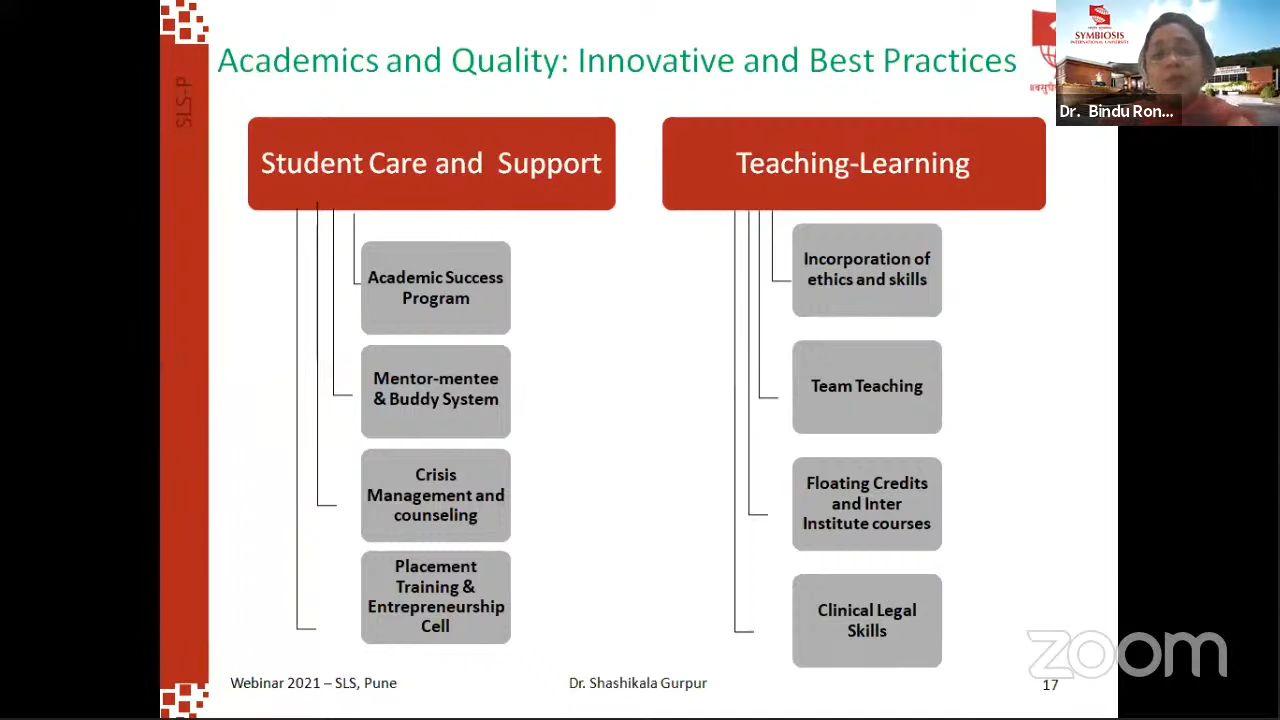 SLS-P
Academics and Quality: Innovative and Best Practices
SYMBIOSIS
INTERNATIONAL UNIVERSITY
Dr. Bindu Ron...
Student Care and Support
Academic Success
Program
Mentor-mentee
& Buddy System
Crisis
Management and
counseling
Placement
Training &
Entrepreneurship
Cell
Teaching-Learning
Incorporation of
ethics and skills
Team Teaching
Floating Credits
and Inter
Institute courses
Clinical Legal
Skills
zoom
Webinar 2021 – SLS, Pune
Dr. Shashikala Gurpur
17